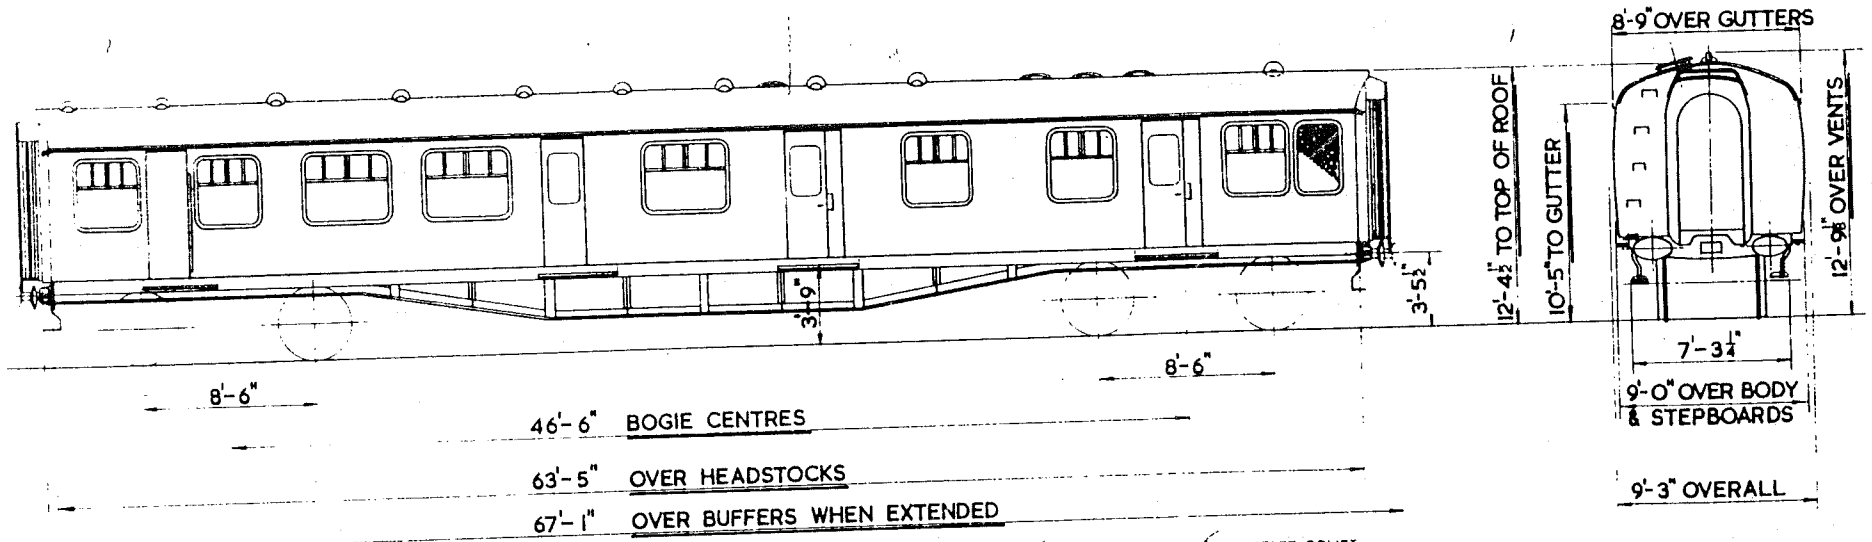 8'-9" OVER GUTTERS
12'-4½" TO TOP OF ROOF
10'-5" TO GUTTER
12'-9⅛" OVER VENTS
3'-9"
3'-5½"
7'-3¼"
8'-6"
8'-6"
9'-0" OVER BODY
& STEPBOARDS
46'-6" BOGIE CENTRES
63'-5" OVER HEADSTOCKS
9'-3" OVERALL
67'-1" OVER BUFFERS WHEN EXTENDED